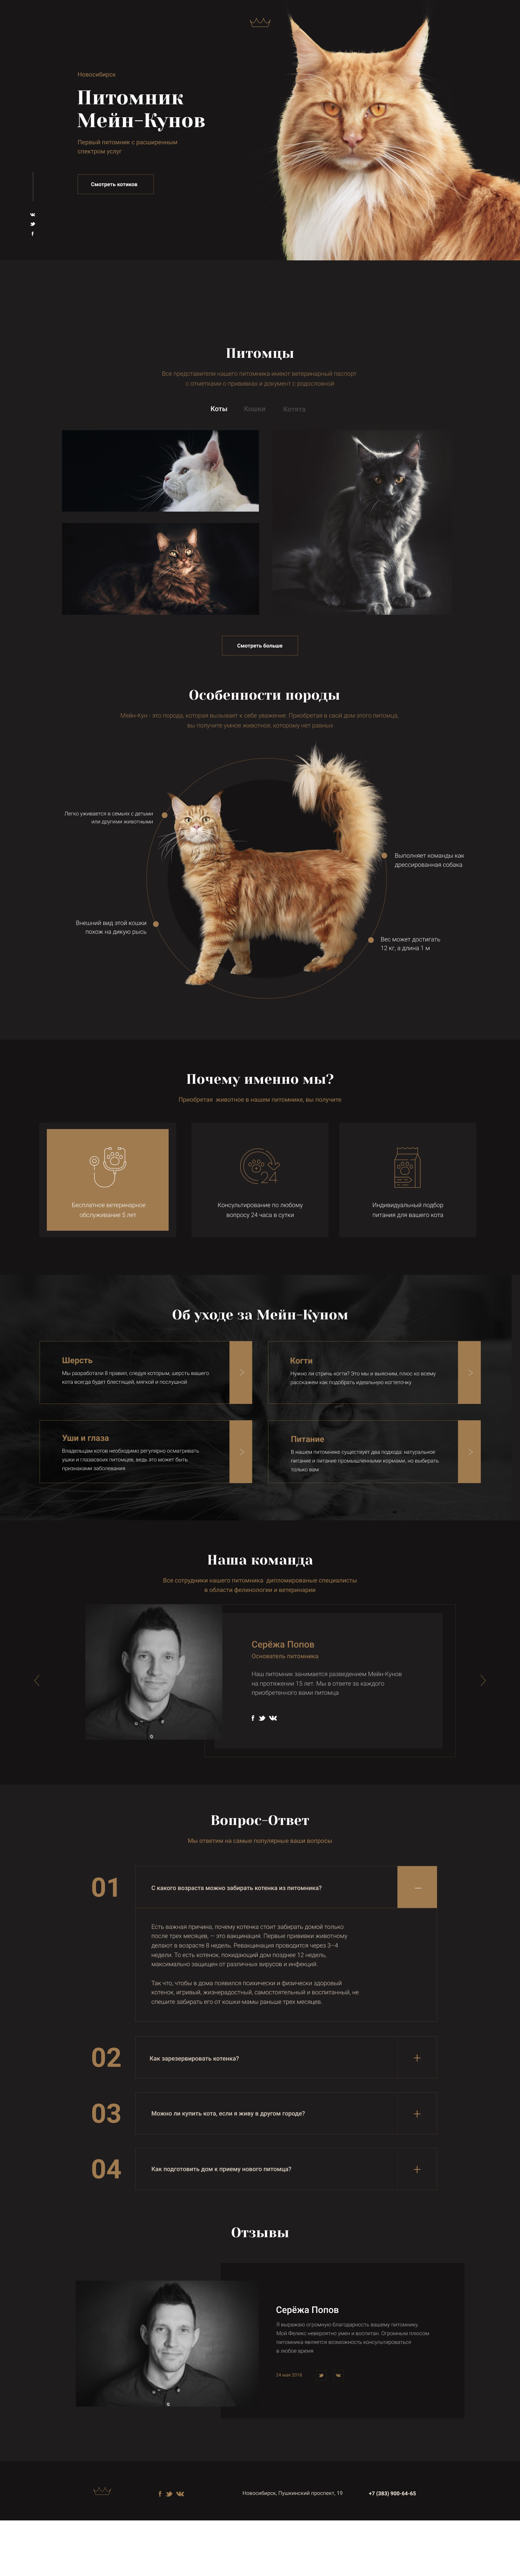 Новосибирск
Питомник
Мейн-Кунов
Первый питомник с расширенным
спектром услуг
Смотреть котиков
Питомцы
Все представители нашего питомника имеют ветеринарный паспорт
с отметками о прививках и документ с родословной
Коты Кошки Котята
Смотреть больше
Особенности породы
Мейн-Кун - это порода, которая вызывает к себе уважение. Приобретая в свой дом этого питомца,
вы получите умное животное, которому нет равных
Легко уживается в семьях с детьми
или другими животными
Выполняет команды как
дрессированная собака
Внешний вид этой кошки
похож на дикую рысь
Вес может достигать
12 кг, а длина 1 м
Почему именно мы?
Приобретая животное в нашем питомнике, вы получите
Бесплатное ветеринарное
обслуживание 5 лет
24
Консультирование по любому
вопросу 24 часа в сутки
Индивидуальный подбор
питания для вашего кота
Об уходе за Мейн-Куном
Шерсть
Мы разработали 8 правил, следуя которым, шерсть вашего
кота всегда будет блестящей, мягкой и послушной
Когти
Нужно ли стричь когти? Это мы и выясним, плюс ко всему
расскажем как подобрать идеальную когтеточку
Уши и глаза
Владельцам котов необходимо регулярно осматривать
ушки и глазасвоих питомцев, ведь это может быть
признаками заболевания
Питание
В нашем питомнике существует два подхода: натуральное
питание и питание промышленными кормами, но выбирать
только вам
Наша команда
Все сотрудники нашего питомника дипломированые специалисты
в области фелинологии и ветеринарии
Серёжа Попов
Основатель питомника
Наш питомник занимается разведением Мейн-Кунов
на протяжении 15 лет. Мы в ответе за каждого
приобретенного вами питомца
Вопрос-Ответ
Мы ответим на самые популярные ваши вопросы
01
С какого возраста можно забирать котенка из питомника?
Есть важная причина, почему котенка стоит забирать домой только
после трех месяцев, — это вакцинация. Первые прививки животному
делают в возрасте 8 недель. Ревакцинация проводится через 3–4
недели. То есть котенок, покидающий дом позднее 12 недель,
максимально защищен от различных вирусов и инфекций.
Так что, чтобы в дома появился психически и физически здоровый
котенок, игривый, жизнерадостный, самостоятельный и воспитанный, не
спешите забирать его от кошки-мамы раньше трех месяцев.
02
Как зарезервировать котенка?
03
Можно ли купить кота, если я живу в другом городе?
04
Как подготовить дом к приему нового питомца?
Отзывы
Серёжа Попов
Я выражаю огромную благодарность вашему питомнику.
Мой Феликс невероятно умен и воспитан. Огромным плюсом
питомника является возможность консультироваться
в любое время
24 мая 2018
Новосибирск, Пушкинский проспект, 19
+7 (383) 900-64-65